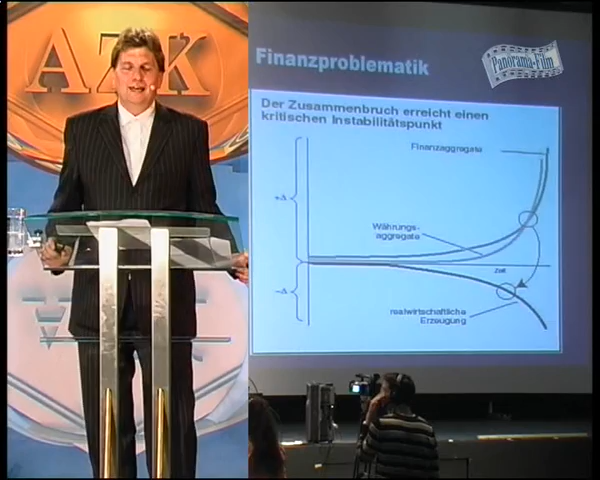 AZK
Finanzproblematik
Panorama-Film
Der Zusammenbruch erreicht einen
kritischen Instabilitätspunkt
Finanzaggregate
+Δ
Währungs-
aggregate
Zeit
-Δ
realwirtschaftliche
Erzeugung